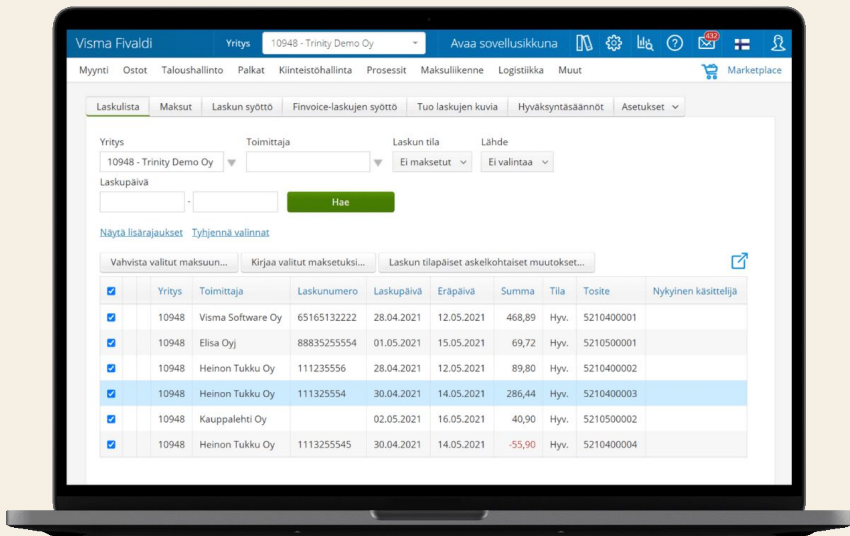 Visma Fivaldi Yritys 10948 - Trinity Demo Oy Avaa sovellusikkuna 432
Myynti Ostot Taloushallinto Palkat Kiinteistöhallinta Prosessit Maksuliikenne Logistiikka Muut Marketplace
Laskulista Maksut Laskun syöttö Finvoice-laskujen syöttö Tuo laskujen kuvia Hyväksyntäsäännöt Asetukset
Yritys Toimittaja Laskun tila Lähde
10948 - Trinity Demo Oy Ei maksetut Ei valintaa
Laskupäivä
- Hae
Näytä lisärajaukset Tyhjennä valinnat
Vahvista valitut maksuun... Kirjaa valitut maksetuksi... Laskun tilapäiset askelkohtaiset muutokset...
Yritys Toimittaja Laskunumero Laskupäivä Eräpäivä Summa Tila Tosite Nykyinen käsittelijä
10948 Visma Software Oy 65165132222 28.04.2021 12.05.2021 468,89 Hyv. 5210400001
10948 Elisa Oyj 88835255554 01.05.2021 15.05.2021 69,72 Hyv. 5210500001
10948 Heinon Tukku Oy 111235556 28.04.2021 12.05.2021 89,80 Hyv. 5210400002
10948 Heinon Tukku Oy 111325554 30.04.2021 14.05.2021 286,44 Hyv. 5210400003
10948 Kauppalehti Oy 02.05.2021 16.05.2021 40,90 Hyv. 5210500002
10948 Heinon Tukku Oy 1113255545 30.04.2021 14.05.2021 -55,90 Hyv. 5210400004